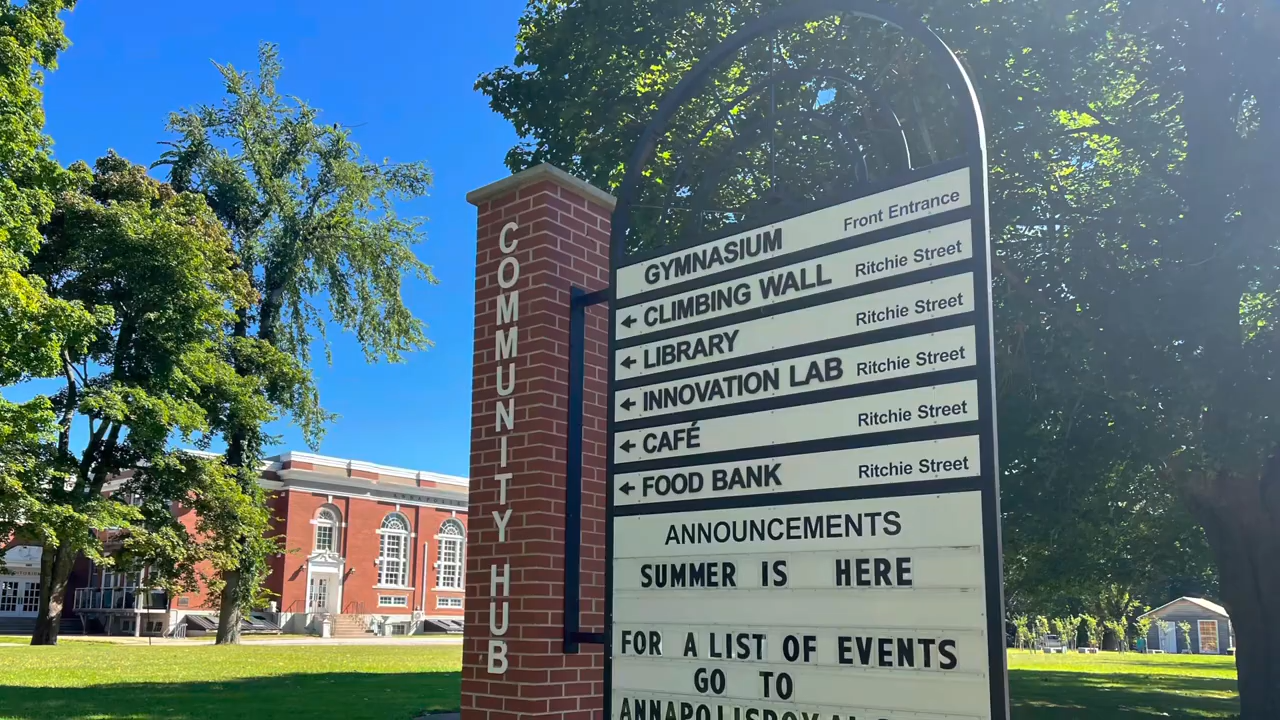 COMMUNITY HUB
GYMNASIUM Front Entrance
← CLIMBING WALL Ritchie Street
← LIBRARY Ritchie Street
← INNOVATION LAB Ritchie Street
← CAFÉ Ritchie Street
← FOOD BANK Ritchie Street
ANNOUNCEMENTS
SUMMER IS HERE
FOR A LIST OF EVENTS
GO TO